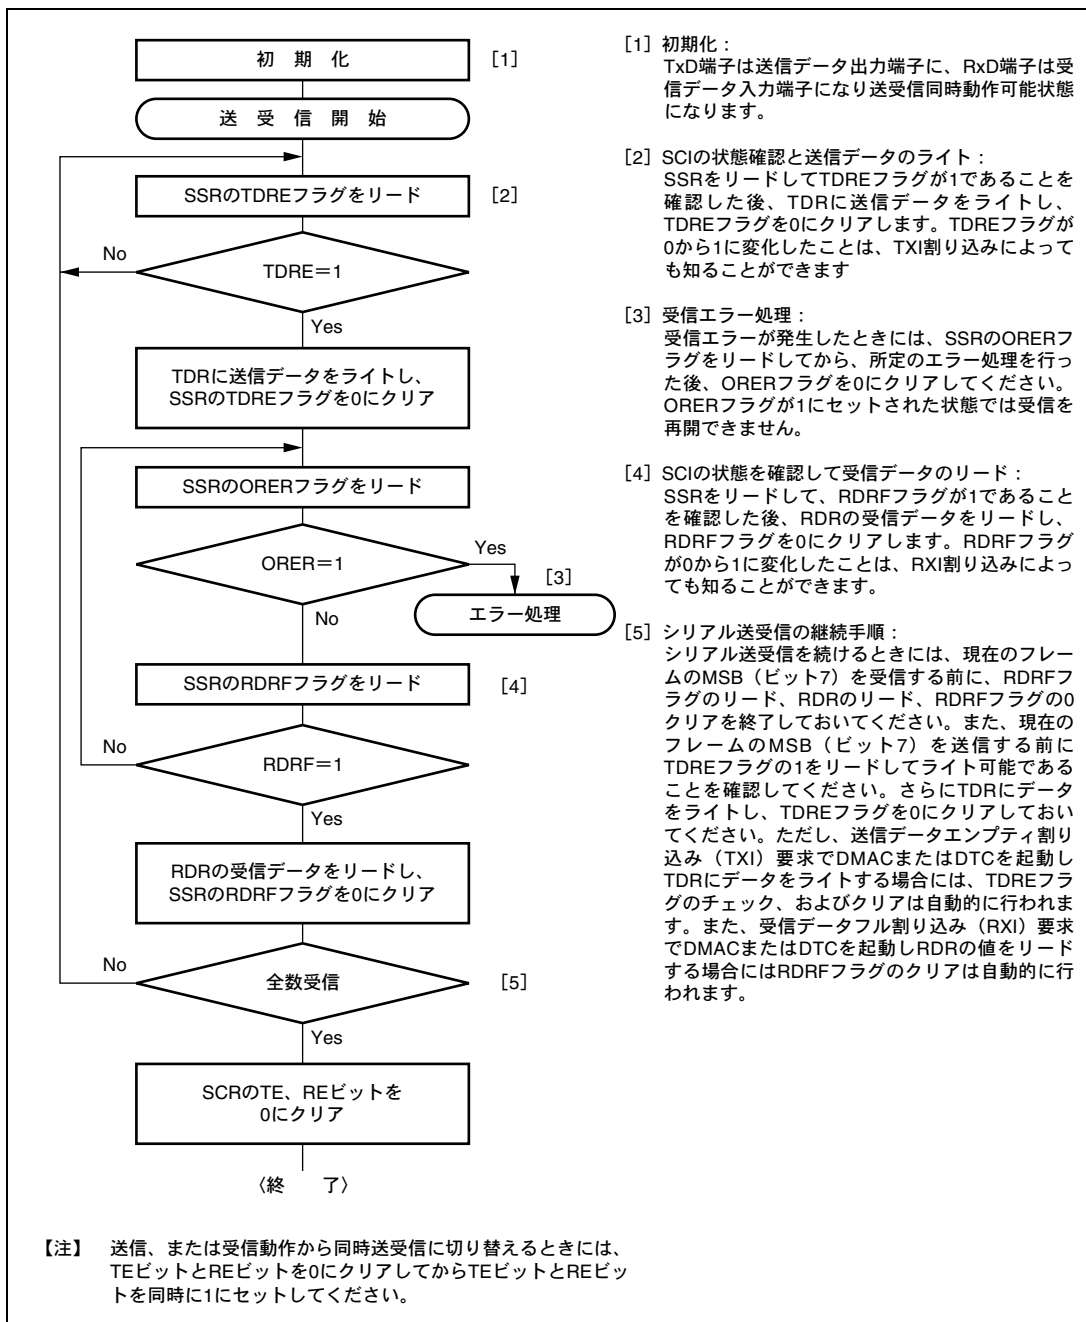 初 期 化 [1]
送 受 信 開 始
SSRのTDREフラグをリード [2]
No
TDRE=1
Yes
TDRに送信データをライトし、
SSRのTDREフラグを0にクリア
SSRのORERフラグをリード
Yes
ORER=1
[3]
エラー処理
No
SSRのRDRFフラグをリード [4]
No
RDRF=1
Yes
RDRの受信データをリードし、
SSRのRDRFフラグを0にクリア
No
全数受信 [5]
Yes
SCRのTE、REビットを
0にクリア
〈終 了〉
[1] 初期化：
TxD端子は送信データ出力端子に、RxD端子は受
信データ入力端子になり送受信同時動作可能状態
になります。
[2] SCIの状態確認と送信データのライト：
SSRをリードしてTDREフラグが1であることを
確認した後、TDRに送信データをライトし、
TDREフラグを0にクリアします。TDREフラグが
0から1に変化したことは、TXI割り込みによって
も知ることができます
[3] 受信エラー処理：
受信エラーが発生したときには、SSRのORERフ
ラグをリードしてから、所定のエラー処理を行っ
た後、ORERフラグを0にクリアしてください。
ORERフラグが1にセットされた状態では受信を
再開できません。
[4] SCIの状態を確認して受信データのリード：
SSRをリードして、RDRFフラグが1であること
を確認した後、RDRの受信データをリードし、
RDRFフラグを0にクリアします。RDRFフラグ
が0から1に変化したことは、RXI割り込みによっ
ても知ることができます。
[5] シリアル送受信の継続手順：
シリアル送受信を続けるときには、現在のフレー
ムのMSB（ビット7）を受信する前に、RDRFフ
ラグのリード、RDRのリード、RDRFフラグの0
クリアを終了しておいてください。また、現在の
フレームのMSB（ビット7）を送信する前に
TDREフラグの1をリードしてライト可能である
ことを確認してください。さらにTDRにデータ
をライトし、TDREフラグを0にクリアしておい
てください。ただし、送信データエンプティ割り
込み（TXI）要求でDMACまたはDTCを起動し
TDRにデータをライトする場合には、TDREフラ
グのチェック、およびクリアは自動的に行われま
す。また、受信データフル割り込み（RXI）要求
でDMACまたはDTCを起動しRDRの値をリード
する場合にはRDRFフラグのクリアは自動的に行
われます。
【注】 送信、または受信動作から同時送受信に切り替えるときには、
TEビットとREビットを0にクリアしてからTEビットとREビッ
トを同時に1にセットしてください。